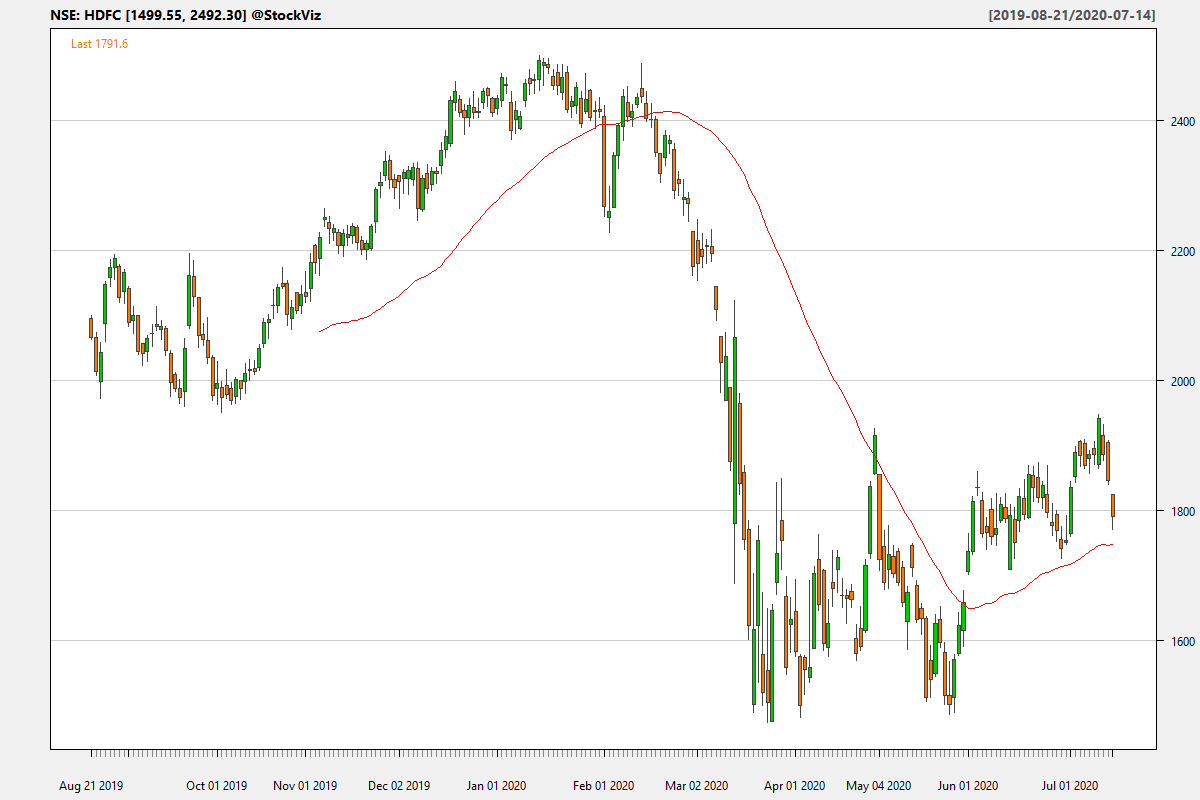 NSE: HDFC [1499.55, 2492.30] @StockViz
[2019-08-21/2020-07-14]
Last 1791.6
2400
2200
2000
1800
1600
Aug 21 2019
Oct 01 2019
Nov 01 2019
Dec 02 2019
Jan 01 2020
Feb 01 2020
Mar 02 2020
Apr 01 2020
May 04 2020
Jun 01 2020
Jul 01 2020